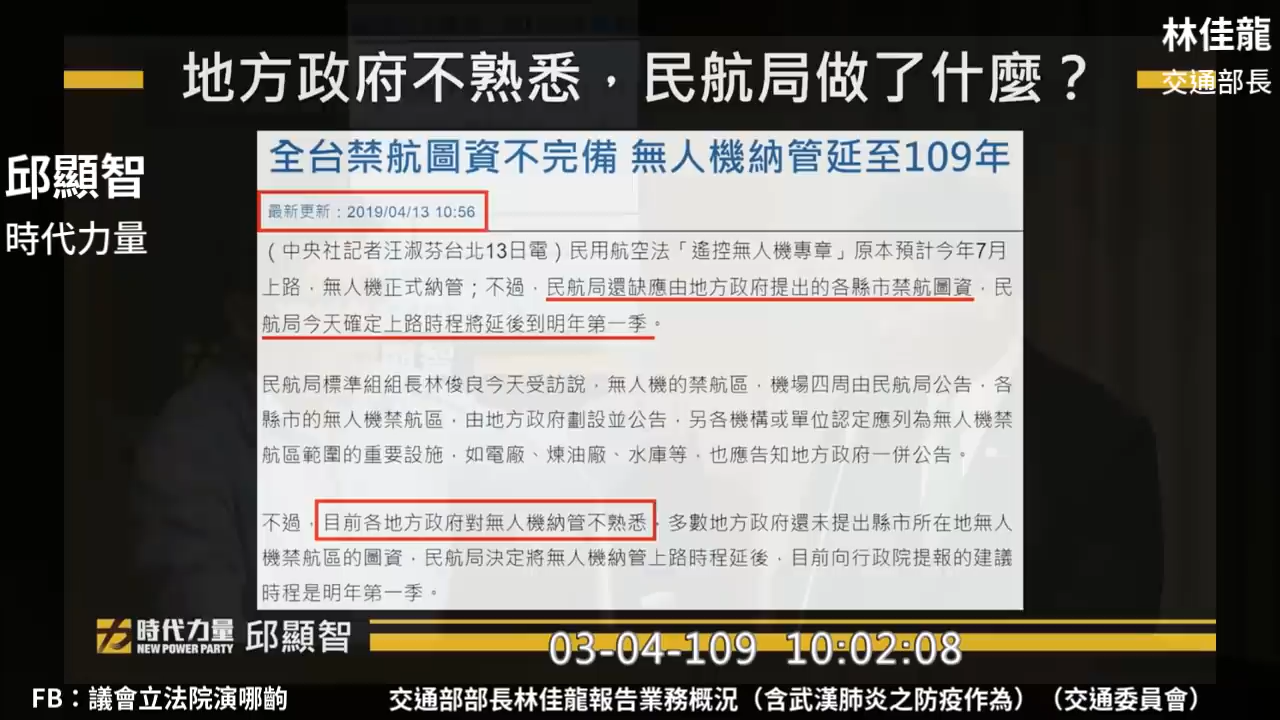 地方政府不熟悉，民航局做了什麼？
林佳龍
交通部長
邱顯智
時代力量
全台禁航圖資不完備 無人機納管延至109年
最新更新：2019/04/13 10:56
（中央社記者汪淑芬台北13日電）民用航空法「遙控無人機專章」原本預計今年7月
上路，無人機正式納管；不過，民航局還缺應由地方政府提出的各縣市禁航圖資，民
航局今天確定上路時程將延後到明年第一季。
民航局標準組組長林俊良今天受訪說，無人機的禁航區，機場四周由民航局公告，各
縣市的無人機禁航區，由地方政府劃設並公告，另各機構或單位認定應列為無人機禁
航區範圍的重要設施，如電廠、煉油廠、水庫等，也應告知地方政府一併公告。
不過，目前各地方政府對無人機納管不熟悉，多數地方政府還未提出縣市所在地無人
機禁航區的圖資，民航局決定將無人機納管上路時程延後，目前向行政院提報的建議
時程是明年第一季。
時代力量
NEW POWER PARTY
邱顯智
03-04-109 10:02:08
FB：議會立法院演哪齣
交通部部長林佳龍報告業務概況（含武漢肺炎之防疫作為）（交通委員會）